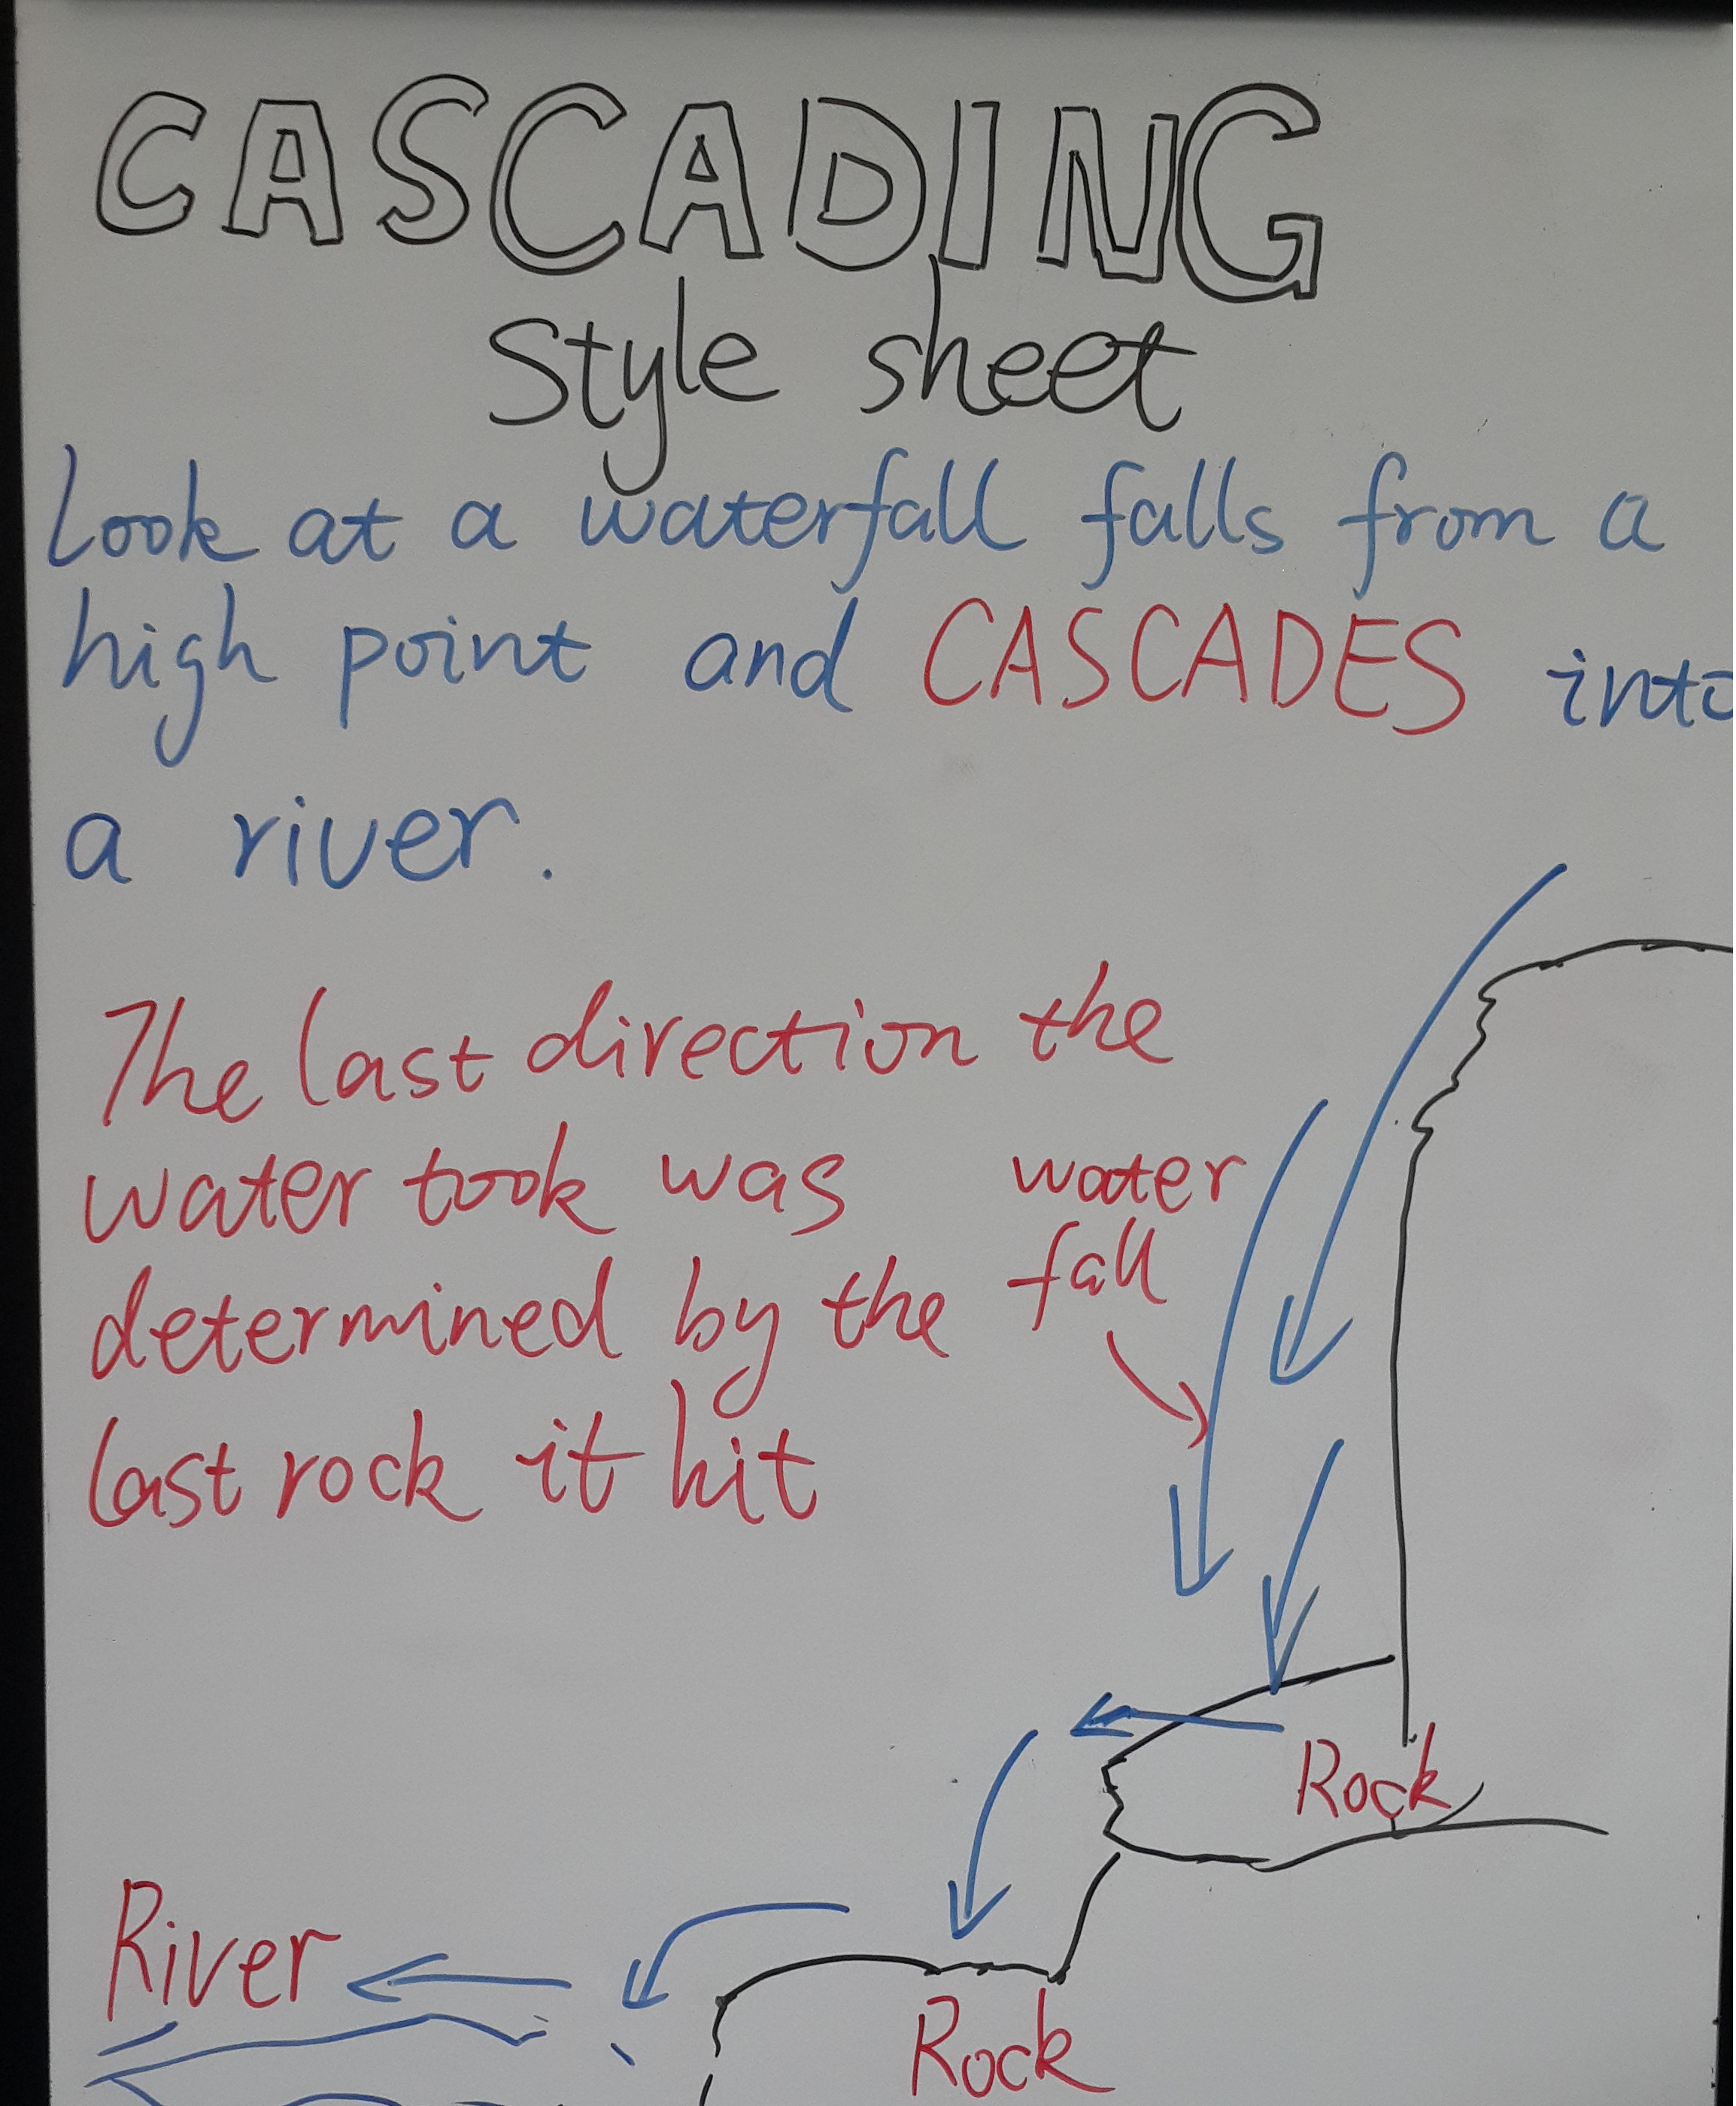 CASCADING
Style sheet
Look at a waterfall falls from a
high point and CASCADES into
a river.
The last direction the
water took was
determined by the
last rock it hit
water
fall
Rock
River
Rock